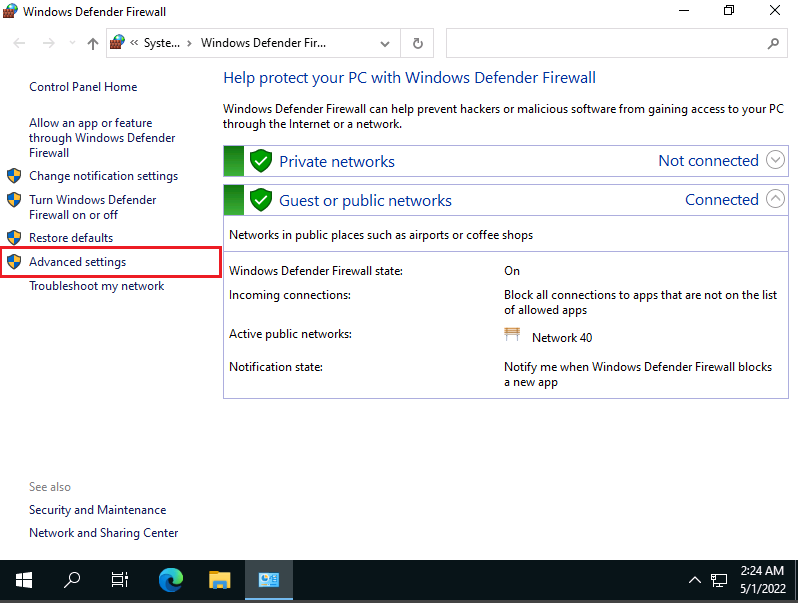 Windows Defender Firewall
« Syste... › Windows Defender Fir...
Control Panel Home
Allow an app or feature
through Windows Defender
Firewall
Change notification settings
Turn Windows Defender
Firewall on or off
Restore defaults
Advanced settings
Troubleshoot my network
Help protect your PC with Windows Defender Firewall
Windows Defender Firewall can help prevent hackers or malicious software from gaining access to your PC
through the Internet or a network.
Private networks Not connected
Guest or public networks Connected
Networks in public places such as airports or coffee shops
Windows Defender Firewall state: On
Incoming connections: Block all connections to apps that are not on the list
of allowed apps
Active public networks: Network 40
Notification state: Notify me when Windows Defender Firewall blocks
a new app
See also
Security and Maintenance
Network and Sharing Center
2:24 AM
5/1/2022